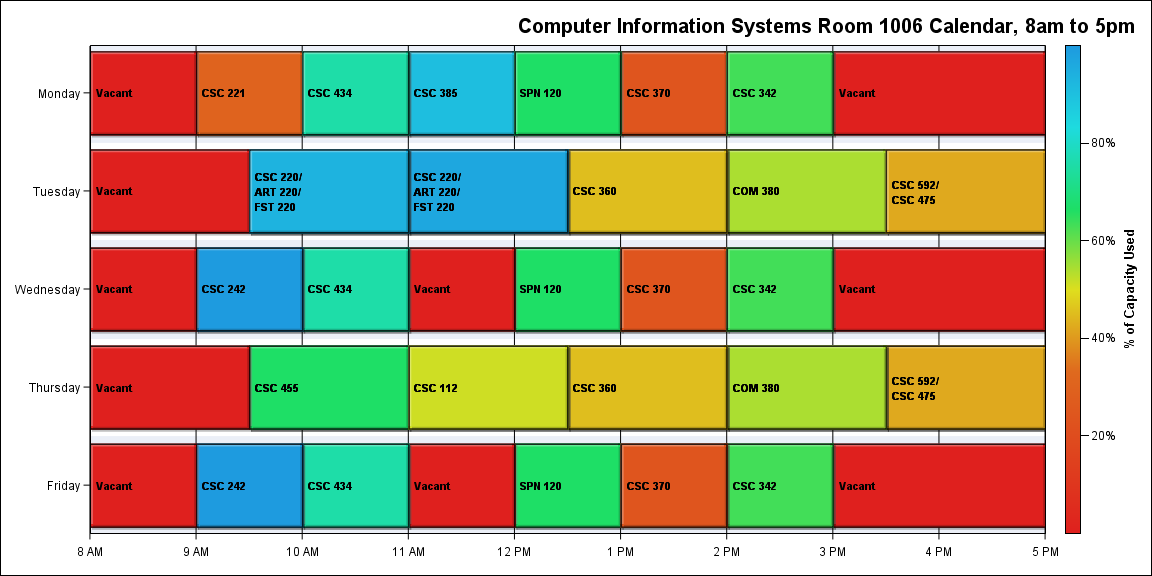 Computer Information Systems Room 1006 Calendar, 8am to 5pm
Monday
Vacant
CSC 221
CSC 434
CSC 385
SPN 120
CSC 370
CSC 342
Vacant
Tuesday
Vacant
CSC 220/
ART 220/
FST 220
CSC 220/
ART 220/
FST 220
CSC 360
COM 380
CSC 592/
CSC 475
Wednesday
Vacant
CSC 242
CSC 434
Vacant
SPN 120
CSC 370
CSC 342
Vacant
Thursday
Vacant
CSC 455
CSC 112
CSC 360
COM 380
CSC 592/
CSC 475
Friday
Vacant
CSC 242
CSC 434
Vacant
SPN 120
CSC 370
CSC 342
Vacant
8 AM
9 AM
10 AM
11 AM
12 PM
1 PM
2 PM
3 PM
4 PM
5 PM
80%
60%
40%
20%
% of Capacity Used